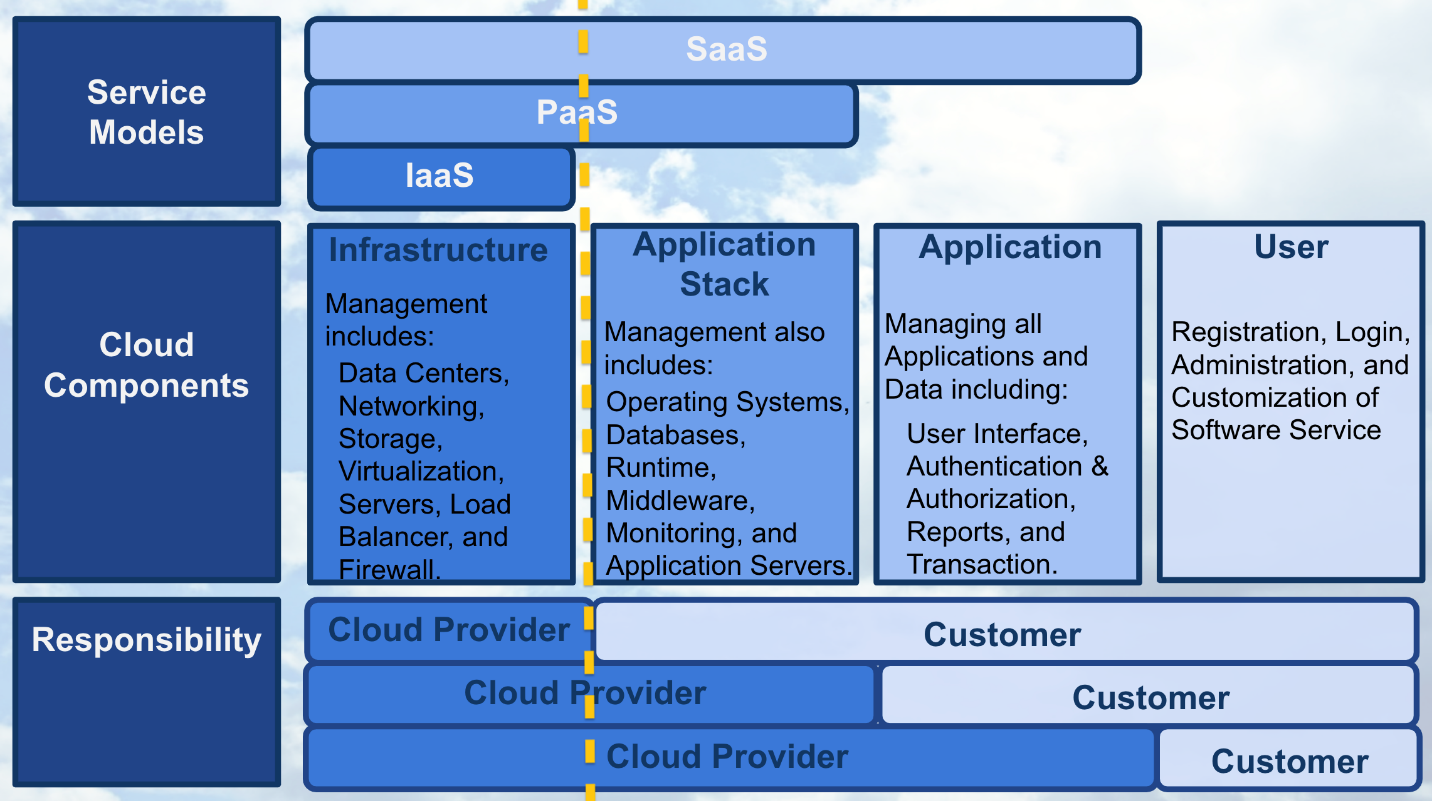 Service
Models
SaaS
PaaS
IaaS
Cloud
Components
Infrastructure
Management
includes:
Data Centers,
Networking,
Storage,
Virtualization,
Servers, Load
Balancer, and
Firewall.
Application
Stack
Management also
includes:
Operating Systems,
Databases,
Runtime,
Middleware,
Monitoring, and
Application Servers.
Application
Managing all
Applications and
Data including:
User Interface,
Authentication &
Authorization,
Reports, and
Transaction.
User
Registration, Login,
Administration, and
Customization of
Software Service
Responsibility
Cloud Provider
Customer
Cloud Provider
Customer
Cloud Provider
Customer